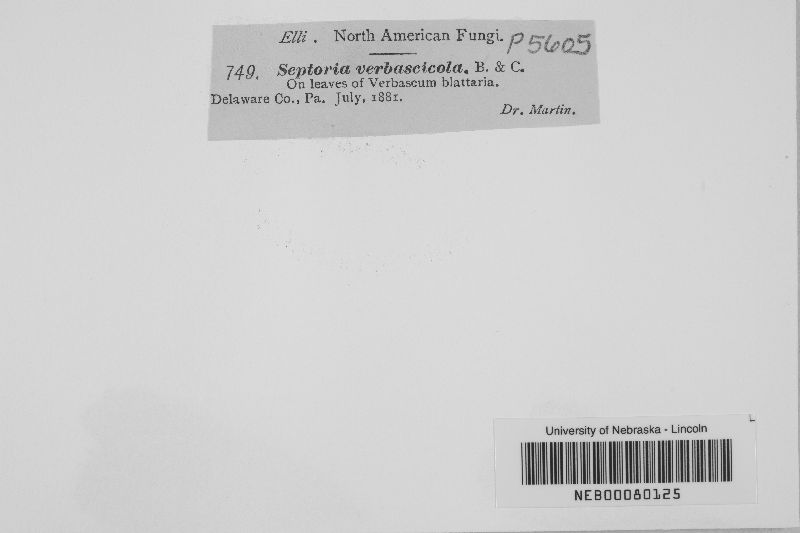 Elli . North American Fungi. P5605
749. Septoria verbascicola. B. & C.
On leaves of Verbascum blattaria.
Delaware Co., Pa. July, 1881.
Dr. Martin.
University of Nebraska - Lincoln
NEB00080125